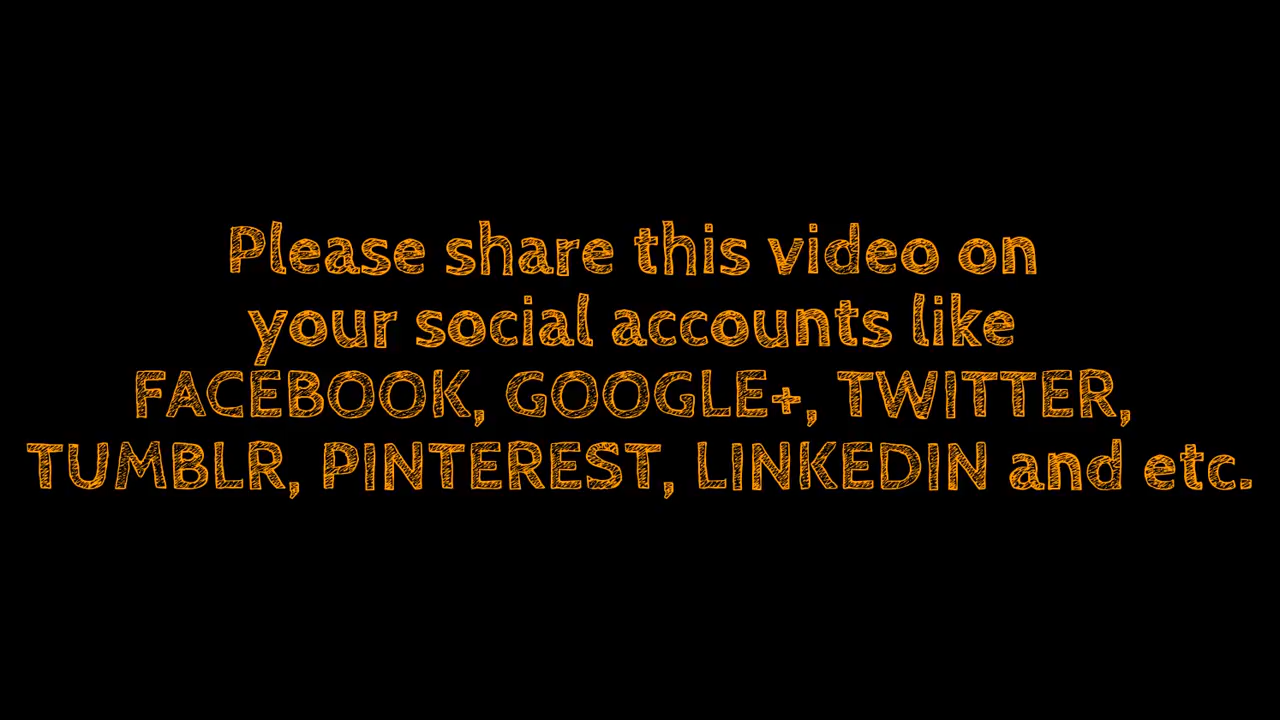 Please share this video on
your social accounts like
FACEBOOK, GOOGLE+, TWITTER,
TUMBLR, PINTEREST, LINKEDIN and etc.